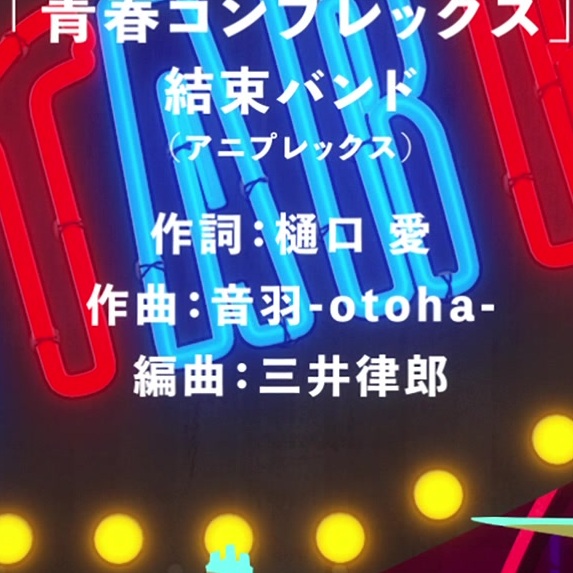 「青春コンプレックス」
結束バンド
（アニプレックス）
作詞：樋口 愛
作曲：音羽-otoha-
編曲：三井律郎